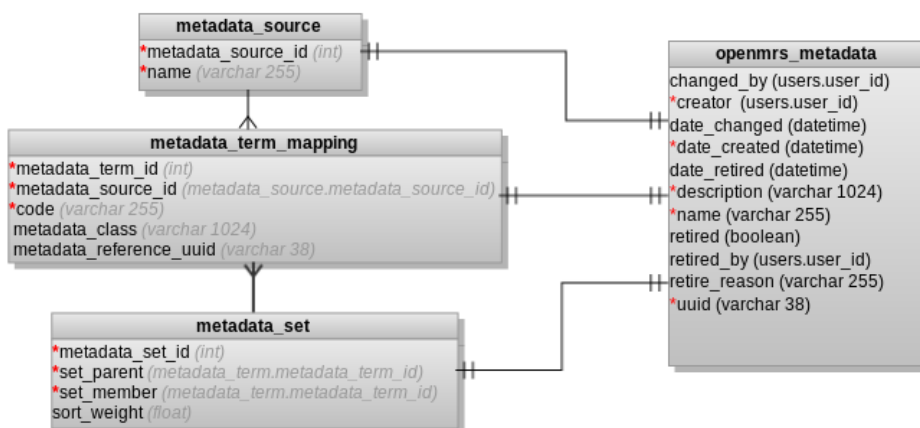 metadata_source
*metadata_source_id (int)
*name (varchar 255)
metadata_term_mapping
*metadata_term_id (int)
*metadata_source_id (metadata_source.metadata_source_id)
*code (varchar 255)
metadata_class (varchar 1024)
metadata_reference_uuid (varchar 38)
metadata_set
*metadata_set_id (int)
*set_parent (metadata_term.metadata_term_id)
*set_member (metadata_term.metadata_term_id)
sort_weight (float)
openmrs_metadata
changed_by (users.user_id)
*creator (users.user_id)
date_changed (datetime)
*date_created (datetime)
date_retired (datetime)
*description (varchar 1024)
*name (varchar 255)
retired (boolean)
retired_by (users.user_id)
retire_reason (varchar 255)
*uuid (varchar 38)